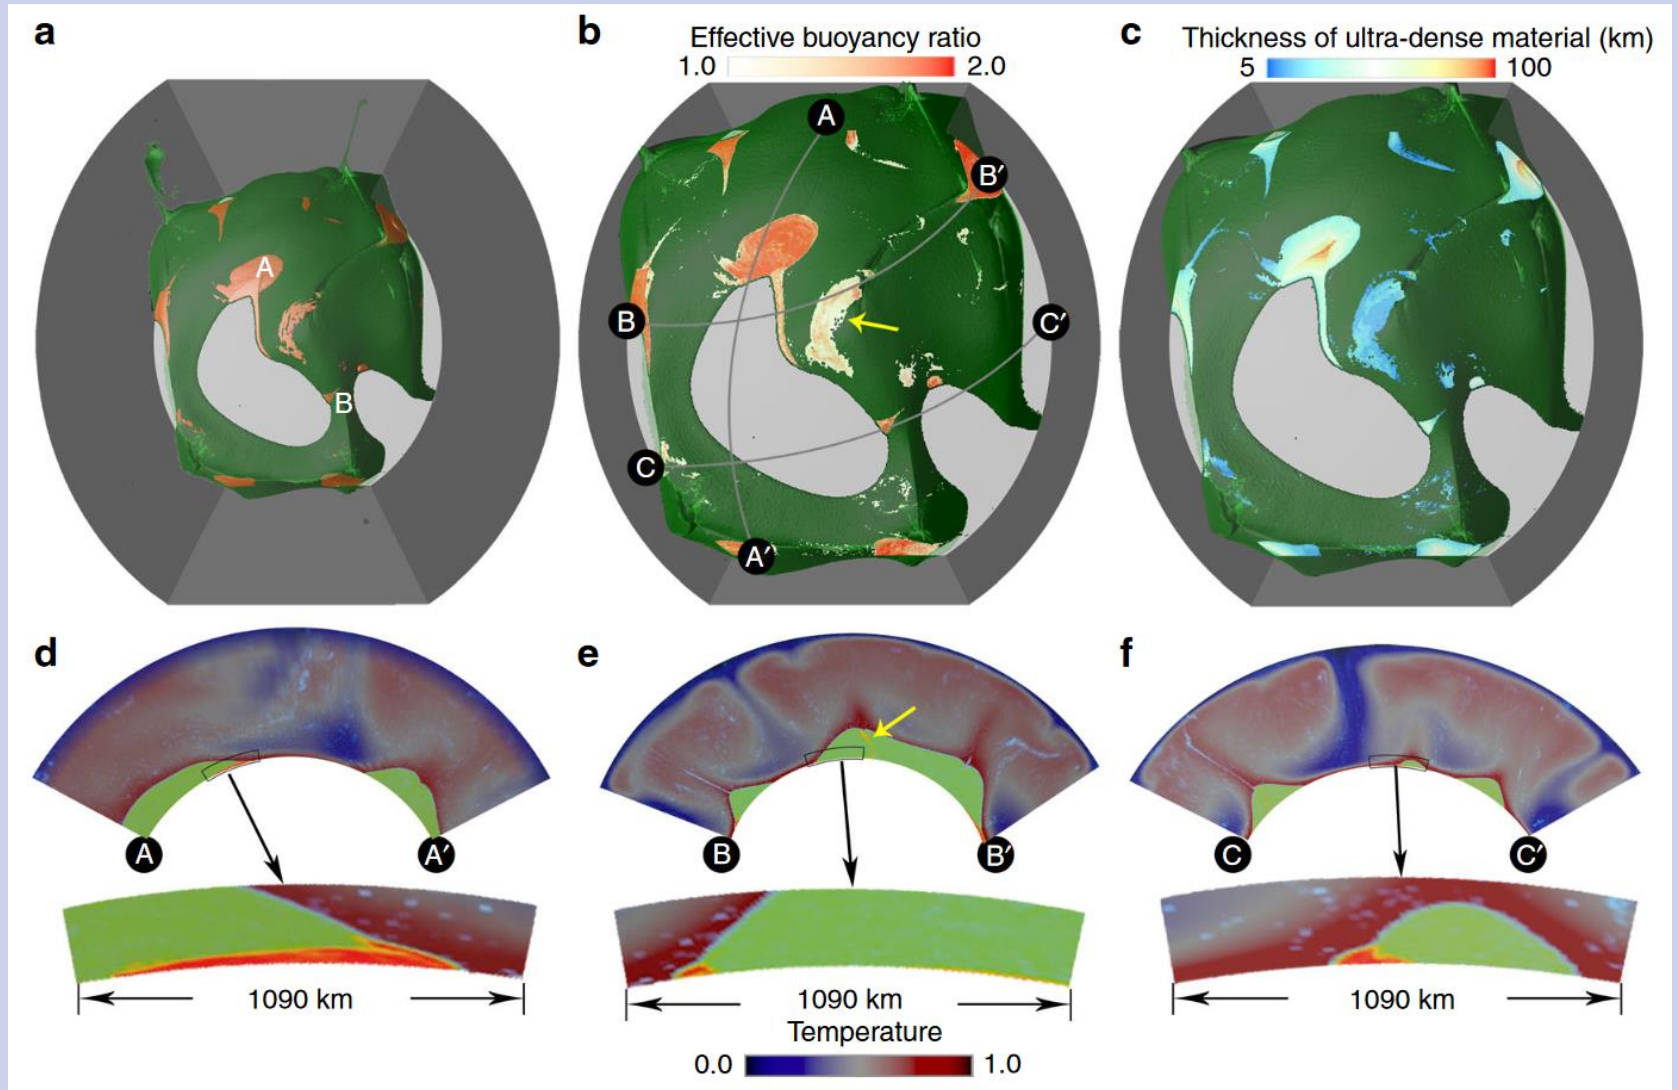 a
b
c
Effective buoyancy ratio
1.0 2.0
Thickness of ultra-dense material (km)
5 100
A
B
A
B′
B
C′
C
A′
d
e
f
A A′
B B′
C C′
1090 km
1090 km
1090 km
Temperature
0.0 1.0